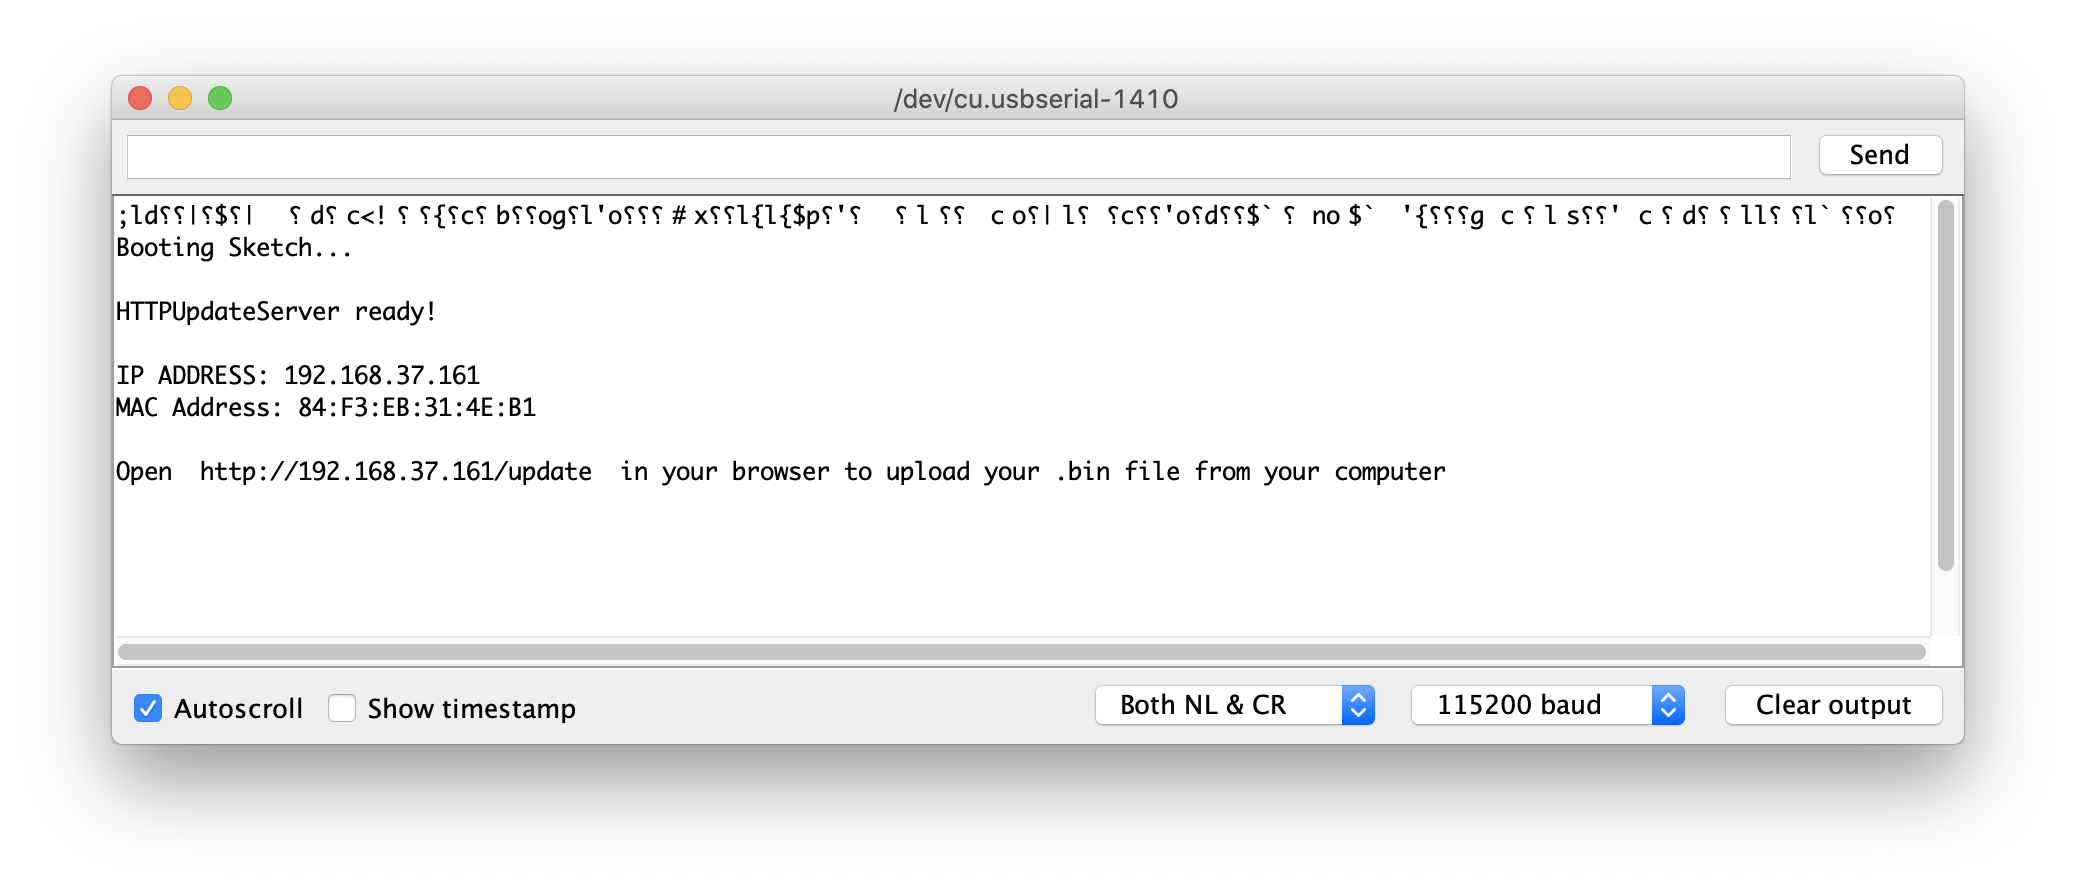 /dev/cu.usbserial-1410
Send
;ld⸮⸮|⸮$⸮| ⸮ d⸮ c<! ⸮ ⸮{⸮c⸮ b⸮⸮og⸮l'o⸮⸮⸮ # x⸮⸮l{l{$p⸮'⸮ ⸮ l ⸮⸮ c o⸮| l⸮ ⸮c⸮⸮'o⸮d⸮⸮$` ⸮ no $` '{⸮⸮⸮g c ⸮ l s⸮⸮' c ⸮ d⸮ ⸮ ll⸮ ⸮l` ⸮⸮o⸮
Booting Sketch...
HTTPUpdateServer ready!
IP ADDRESS: 192.168.37.161
MAC Address: 84:F3:EB:31:4E:B1
Open  http://192.168.37.161/update  in your browser to upload your .bin file from your computer
Autoscroll
Show timestamp
Both NL & CR
115200 baud
Clear output